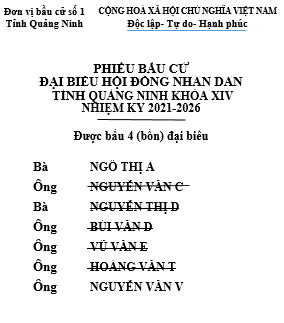 Đơn vị bầu cử số 1 CỘNG HOÀ XÃ HỘI CHỦ NGHĨA VIỆT NAM
Tỉnh Quảng Ninh Độc lập- Tự do- Hạnh phúc
PHIẾU BẦU CỬ
ĐẠI BIỂU HỘI ĐỒNG NHAN DAN
TỈNH QUẢNG NINH KHÓA XIV
NHIỆM KY 2021-2026
Được bầu 4 (bốn) đại biểu
Bà NGÔ THỊ A
Ông NGUYỄN VĂN C
Bà NGUYỄN THỊ D
Ông BÙI VĂN D
Ông VŨ VĂN E
Ông HOÀNG VĂN T
Ông NGUYỄN VĂN V